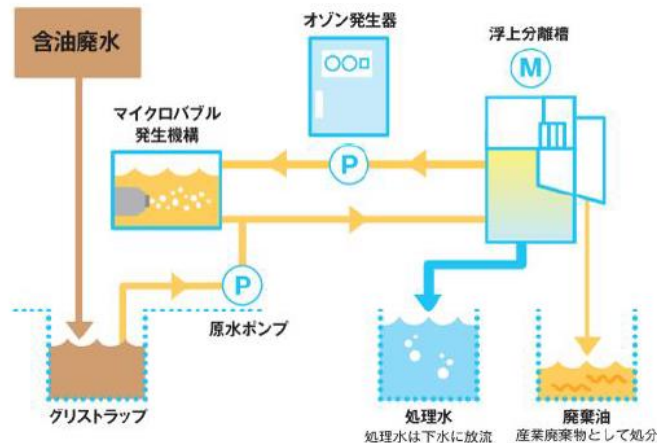 含油廃水
オゾン発生器
浮上分離槽
M
マイクロバブル
発生機構
P
P
原水ポンプ
グリストラップ
処理水
処理水は下水に放流
廃棄油
産業廃棄物として処分